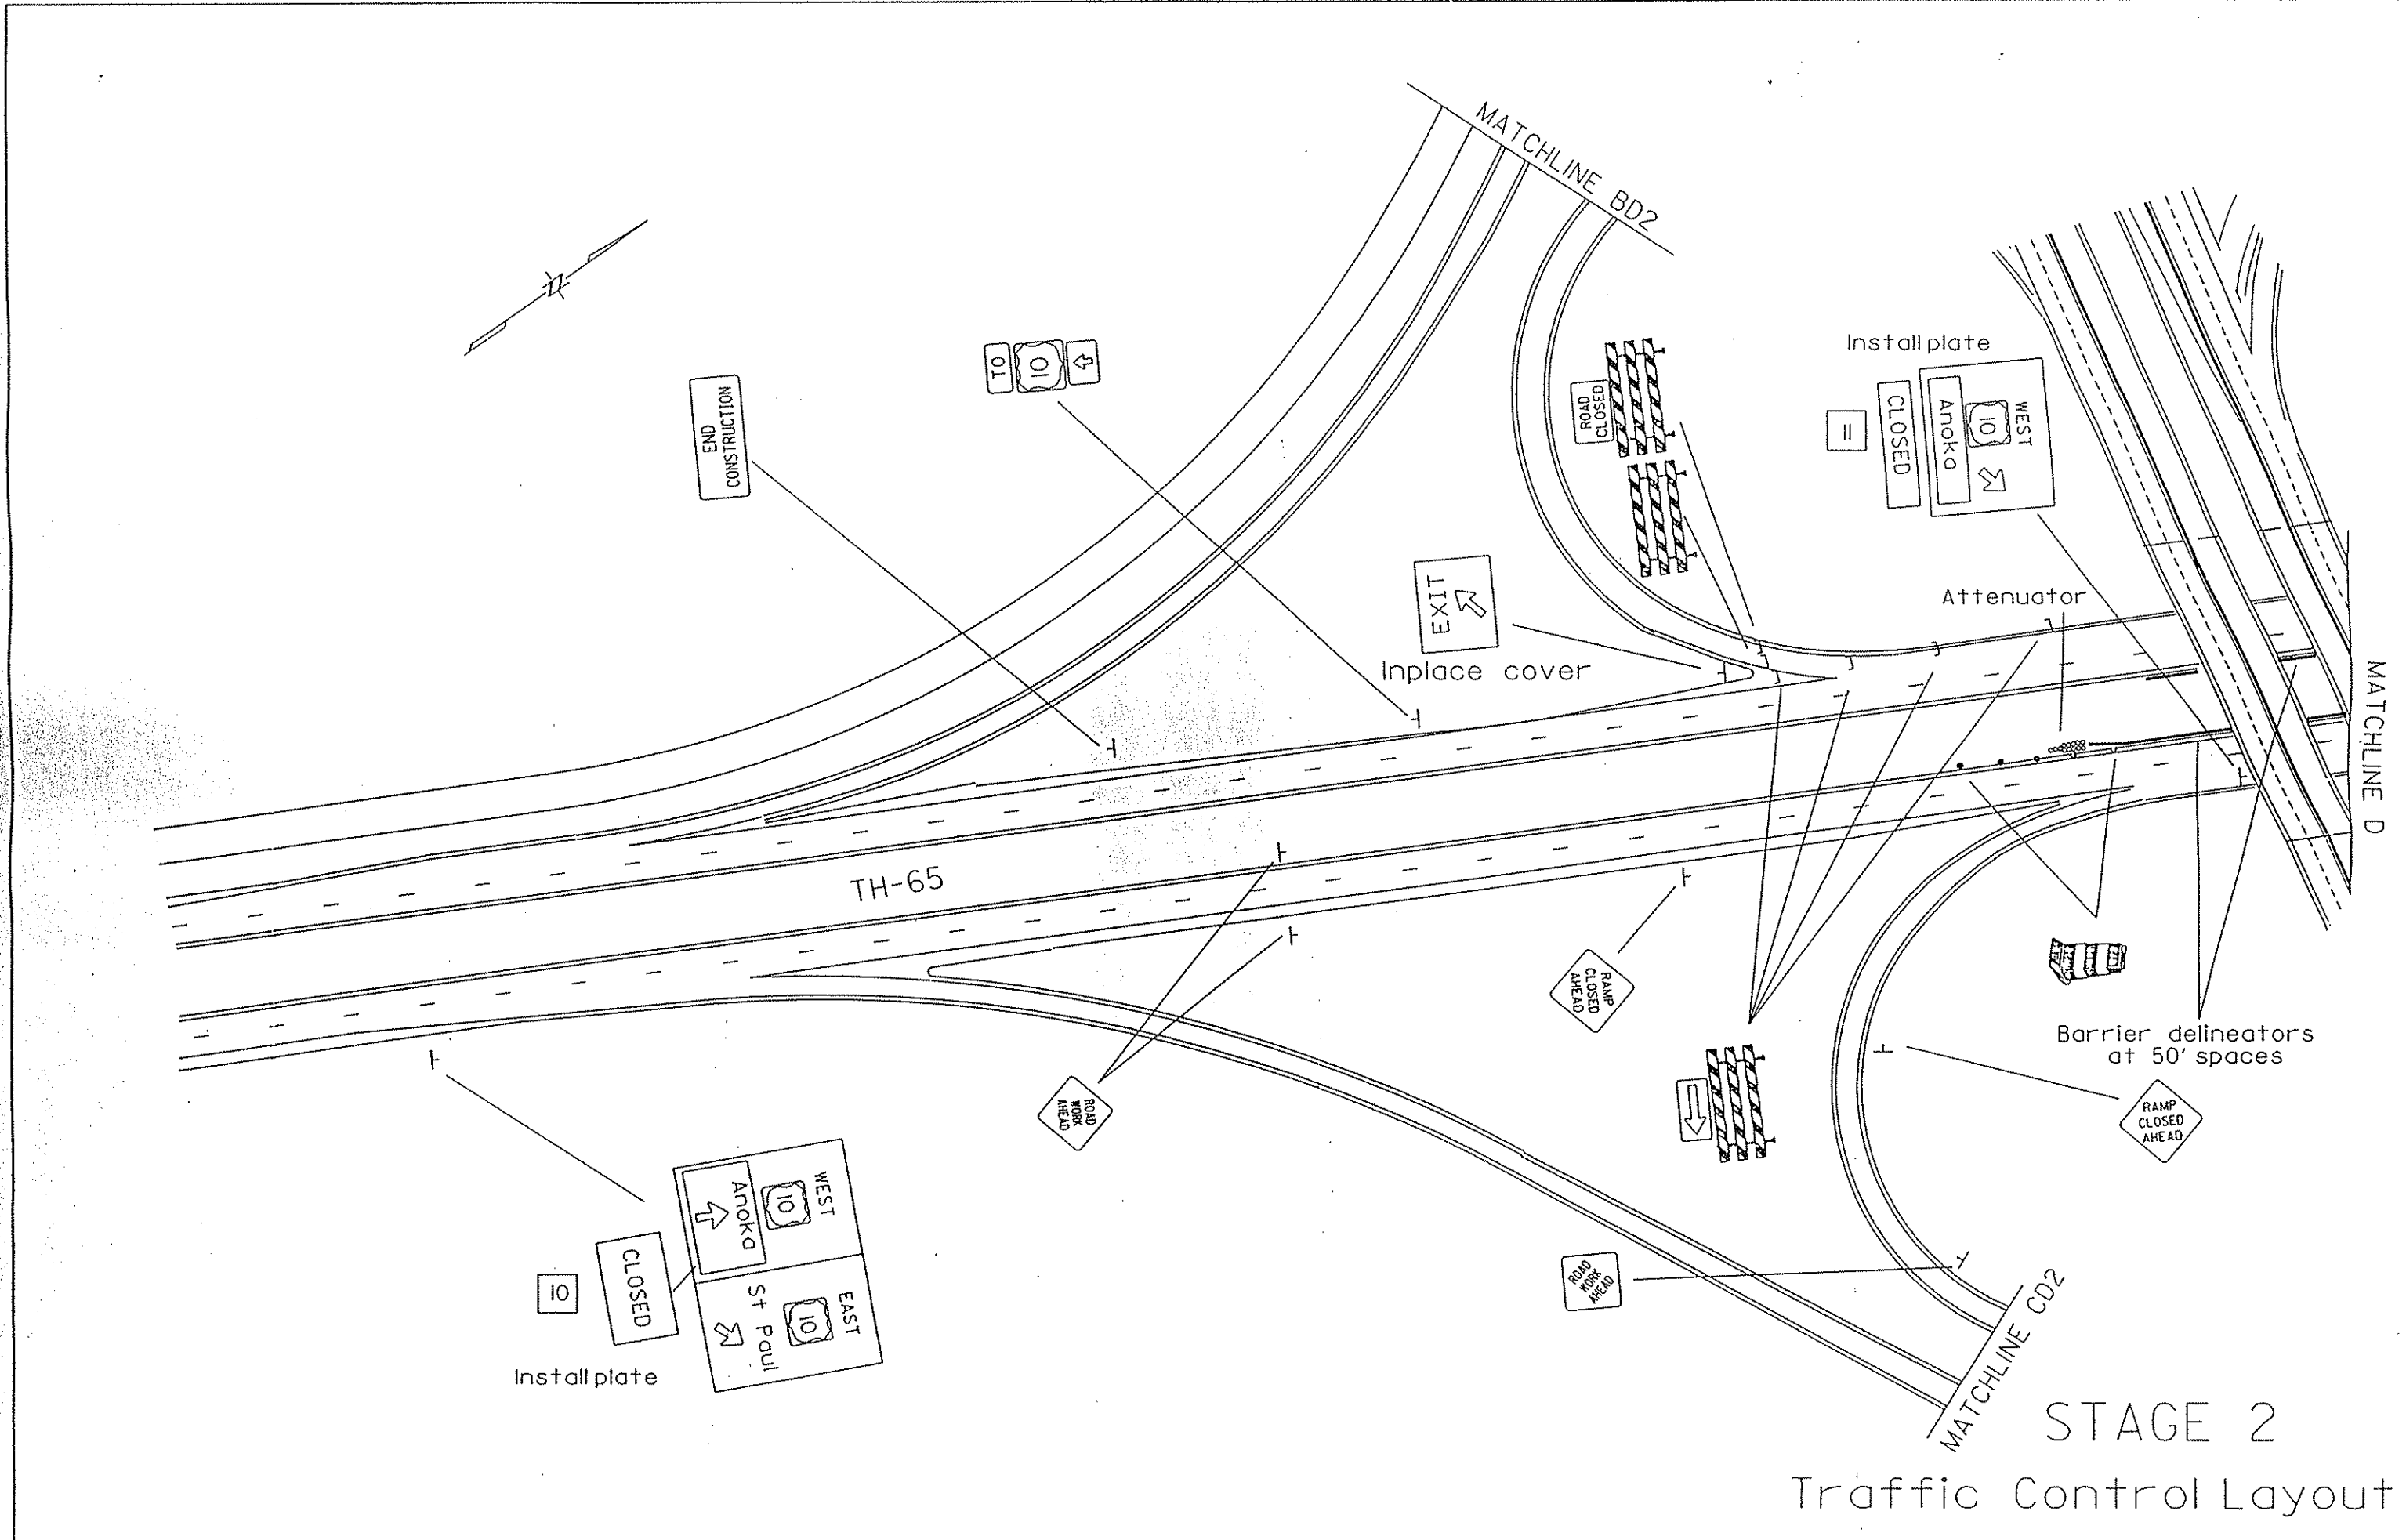 MATCHLINE BD2
TO
10
END
CONSTRUCTION
ROAD
CLOSED
Install plate
WEST
10
Anoka
CLOSED
11
EXIT
Inplace cover
Attenuator
MATCHLINE D
TH-65
RAMP
CLOSED
AHEAD
Barrier delineators
at 50' spaces
RAMP
CLOSED
AHEAD
ROAD
WORK
AHEAD
WEST
10
Anoka
EAST
10
St Paul
CLOSED
10
Install plate
ROAD
WORK
AHEAD
MATCHLINE CD2
STAGE 2
Traffic Control Layout